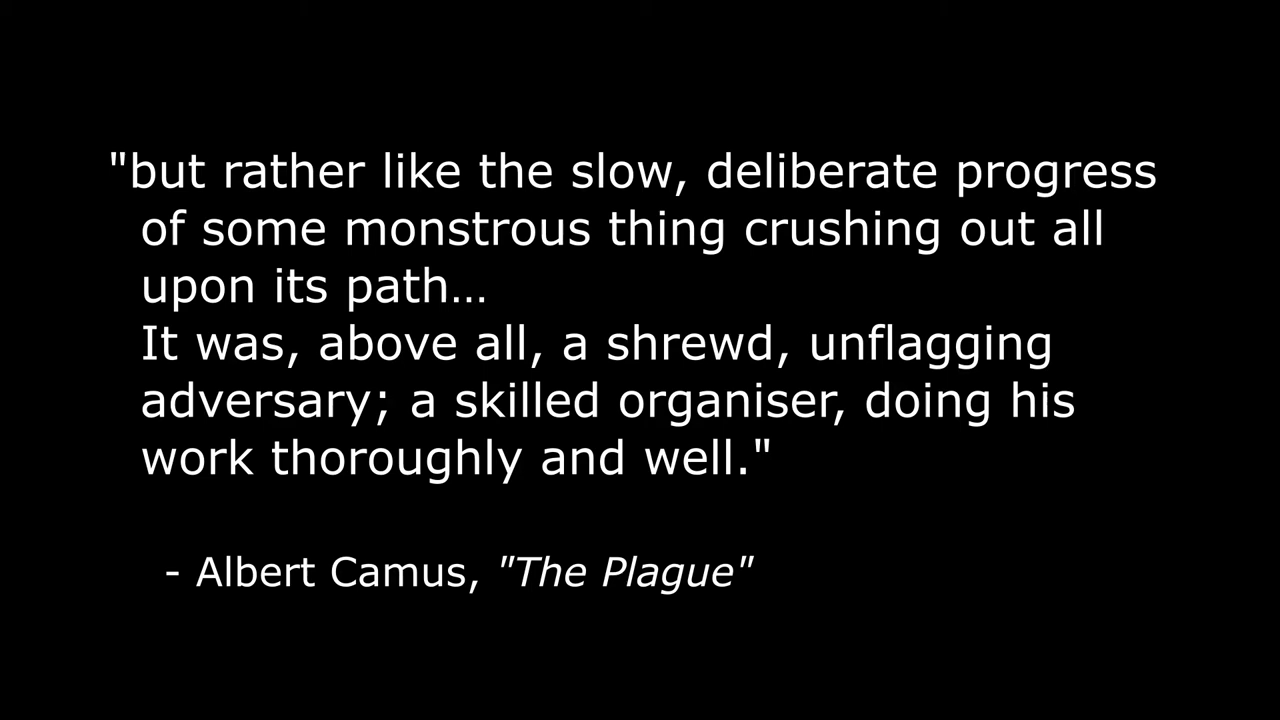 "but rather like the slow, deliberate progress
of some monstrous thing crushing out all
upon its path…
It was, above all, a shrewd, unflagging
adversary; a skilled organiser, doing his
work thoroughly and well."
- Albert Camus, "The Plague"